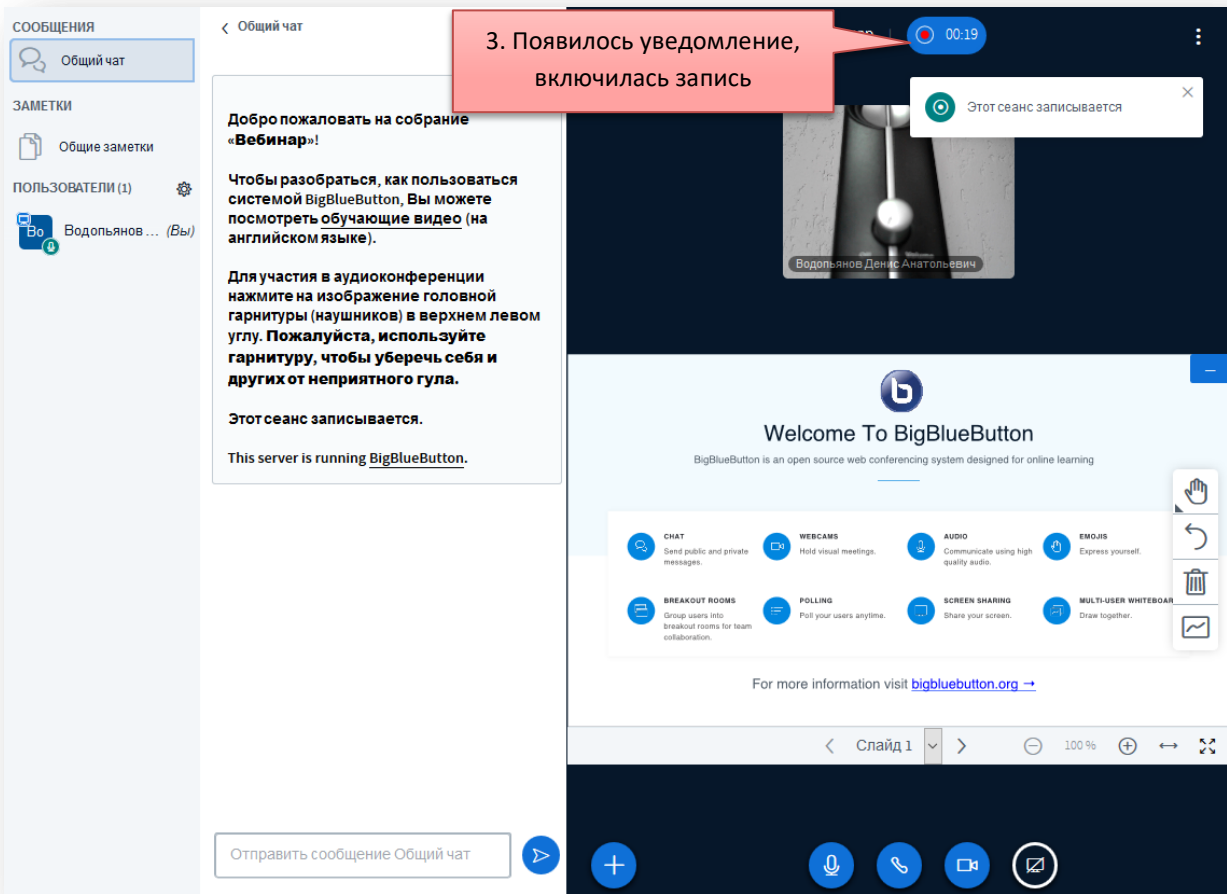 СООБЩЕНИЯ
Общий чат
ЗАМЕТКИ
Общие заметки
ПОЛЬЗОВАТЕЛИ (1)
Во
Водопьянов ... (Вы)
Общий чат
Добро пожаловать на собрание
«Вебинар»!
Чтобы разобраться, как пользоваться
системой BigBlueButton, Вы можете
посмотреть обучающие видео (на
английском языке).
Для участия в аудиоконференции
нажмите на изображение головной
гарнитуры (наушников) в верхнем левом
углу. Пожалуйста, используйте
гарнитуру, чтобы уберечь себя и
других от неприятного гула.
Этот сеанс записывается.
This server is running BigBlueButton.
Отправить сообщение Общий чат
3. Появилось уведомление,
включилась запись
00:19
Этот сеанс записывается
Водопьянов Денис Анатольевич
b
Welcome To BigBlueButton
BigBlueButton is an open source web conferencing system designed for online learning
CHAT
Send public and private
messages.
WEBCAMS
Hold visual meetings.
AUDIO
Communicate using high
quality audio.
EMOJIS
Express yourself.
BREAKOUT ROOMS
Group users into
breakout rooms for team
collaboration.
POLLING
Poll your users anytime.
SCREEN SHARING
Share your screen.
MULTI-USER WHITEBOAR
Draw together.
For more information visit bigbluebutton.org →
Слайд 1
100 %